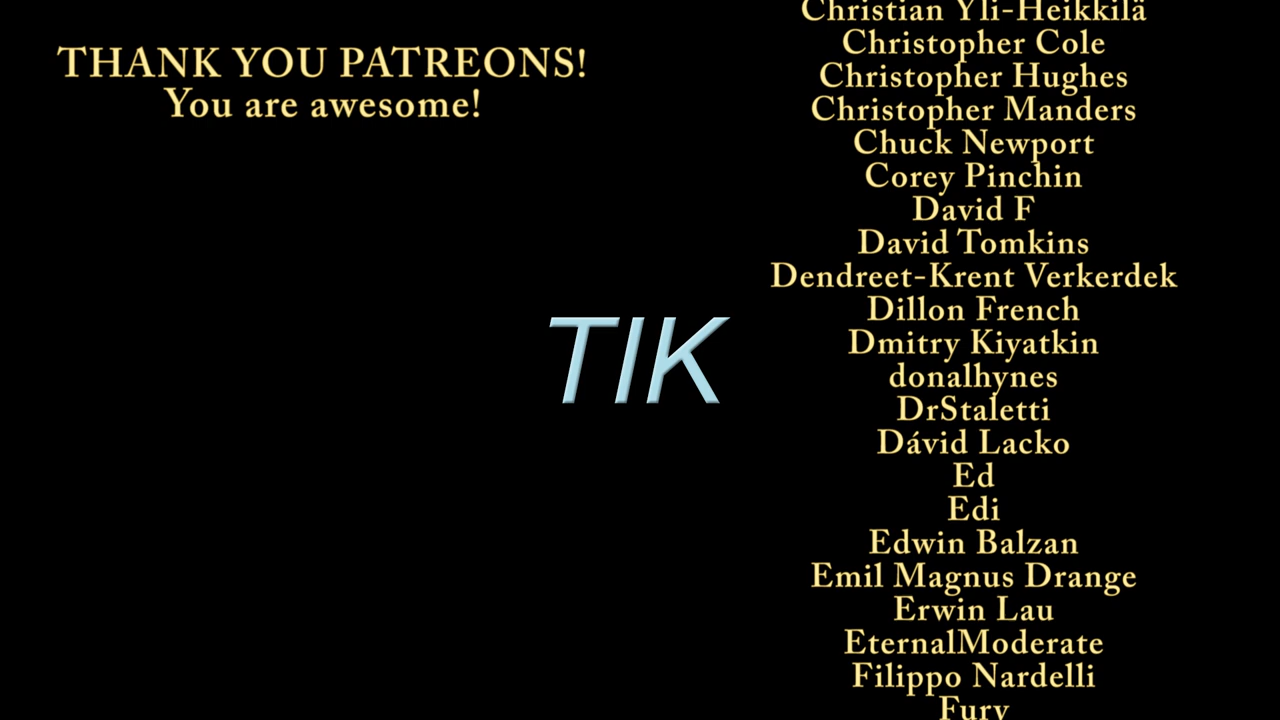 THANK YOU PATREONS!
You are awesome!
TIK
Christian Yli-Heikkilä
Christopher Cole
Christopher Hughes
Christopher Manders
Chuck Newport
Corey Pinchin
David F
David Tomkins
Dendreet-Krent Verkerdek
Dillon French
Dmitry Kiyatkin
donalhynes
DrStaletti
Dávid Lacko
Ed
Edi
Edwin Balzan
Emil Magnus Drange
Erwin Lau
EternalModerate
Filippo Nardelli
Fury